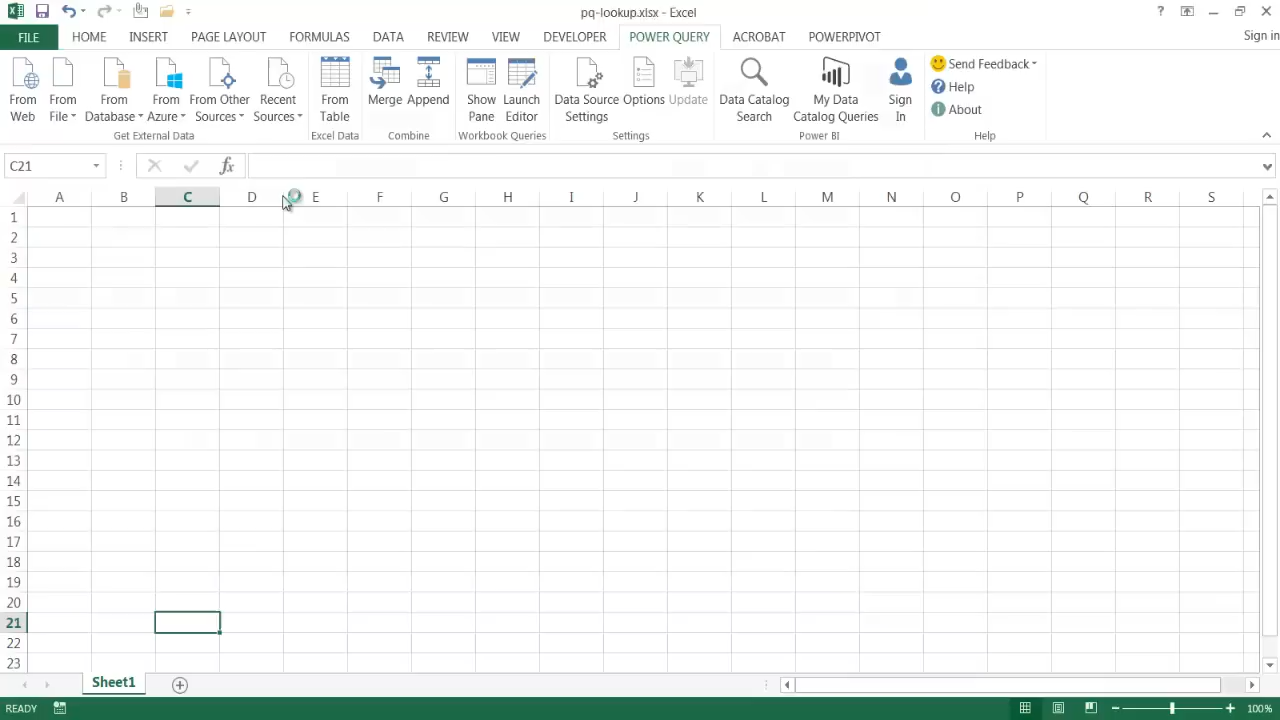 pq-lookup.xlsx - Excel
?
FILE HOME INSERT PAGE LAYOUT FORMULAS DATA REVIEW VIEW DEVELOPER POWER QUERY ACROBAT POWERPIVOT Sign in
From Web
From File
From Database
From Azure
From Other Sources
Recent Sources
Get External Data
From Table
Excel Data
Merge
Append
Combine
Show Pane
Launch Editor
Workbook Queries
Data Source Settings
Options
Update
Settings
Data Catalog Search
My Data Catalog Queries
Sign In
Power BI
Send Feedback
Help
About
Help
C21
fx
A B C D E F G H I J K L M N O P Q R S
1
2
3
4
5
6
7
8
9
10
11
12
13
14
15
16
17
18
19
20
21
22
23
Sheet1
READY
100%